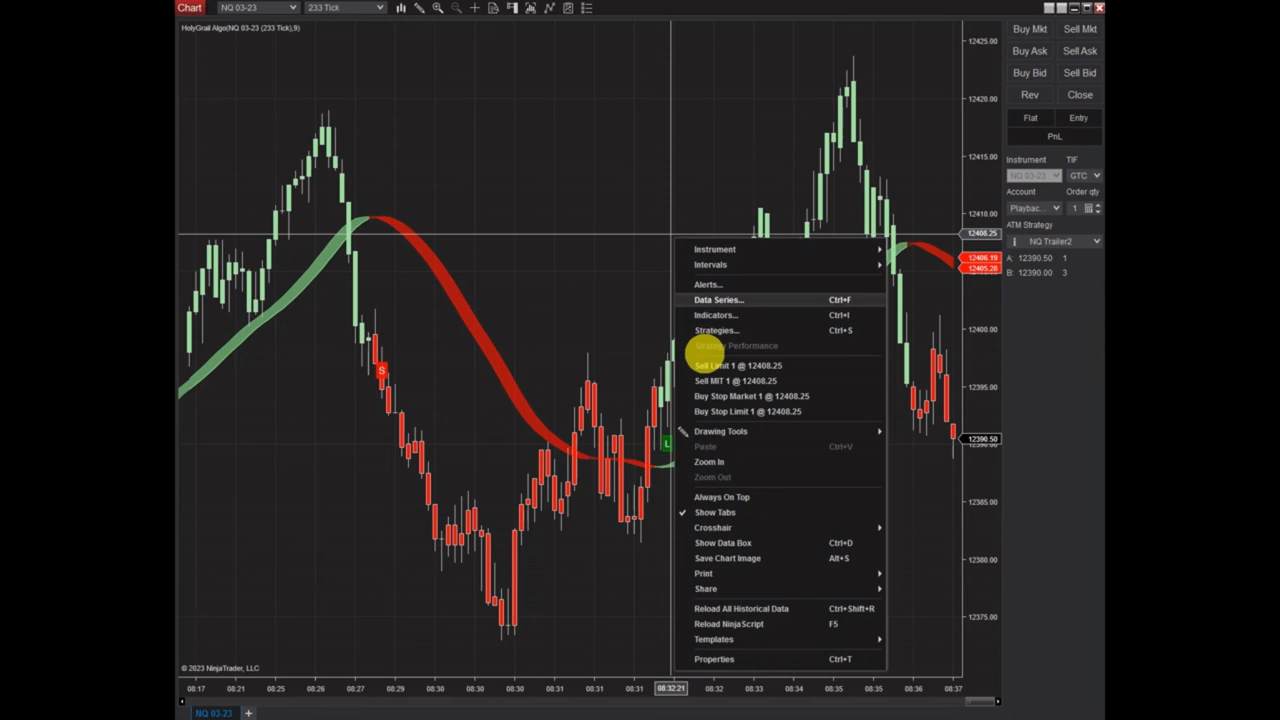 Chart NQ 03-23 233 Tick
HolyGrail Algo(NQ 03-23 (233 Tick),9)
S
L
© 2023 NinjaTrader, LLC
08:17 08:21 08:25 08:26 08:27 08:29 08:30 08:30 08:30 08:31 08:31 08:31 08:32:21 08:32 08:33 08:34 08:35 08:35 08:36 08:37
NQ 03-23 +
Instrument
Intervals
Alerts...
Data Series... Ctrl+F
Indicators... Ctrl+I
Strategies... Ctrl+S
Strategy Performance
Sell Limit 1 @ 12408.25
Sell MIT 1 @ 12408.25
Buy Stop Market 1 @ 12408.25
Buy Stop Limit 1 @ 12408.25
Drawing Tools
Paste Ctrl+V
Zoom In
Zoom Out
Always On Top
Show Tabs
Crosshair
Show Data Box Ctrl+D
Save Chart Image Alt+S
Print
Share
Reload All Historical Data Ctrl+Shift+R
Reload NinjaScript F5
Templates
Properties Ctrl+T
12425.00
12420.00
12415.00
12410.00
12408.25
12406.19
12405.28
12400.00
12395.00
12390.50
12385.00
12380.00
12375.00
Buy Mkt Sell Mkt
Buy Ask Sell Ask
Buy Bid Sell Bid
Rev Close
Flat Entry
PnL
Instrument TIF
NQ 03-23 GTC
Account Order qty
Playbac... 1
ATM Strategy
NQ Trailer2
A: 12390.50 1
B: 12390.00 3